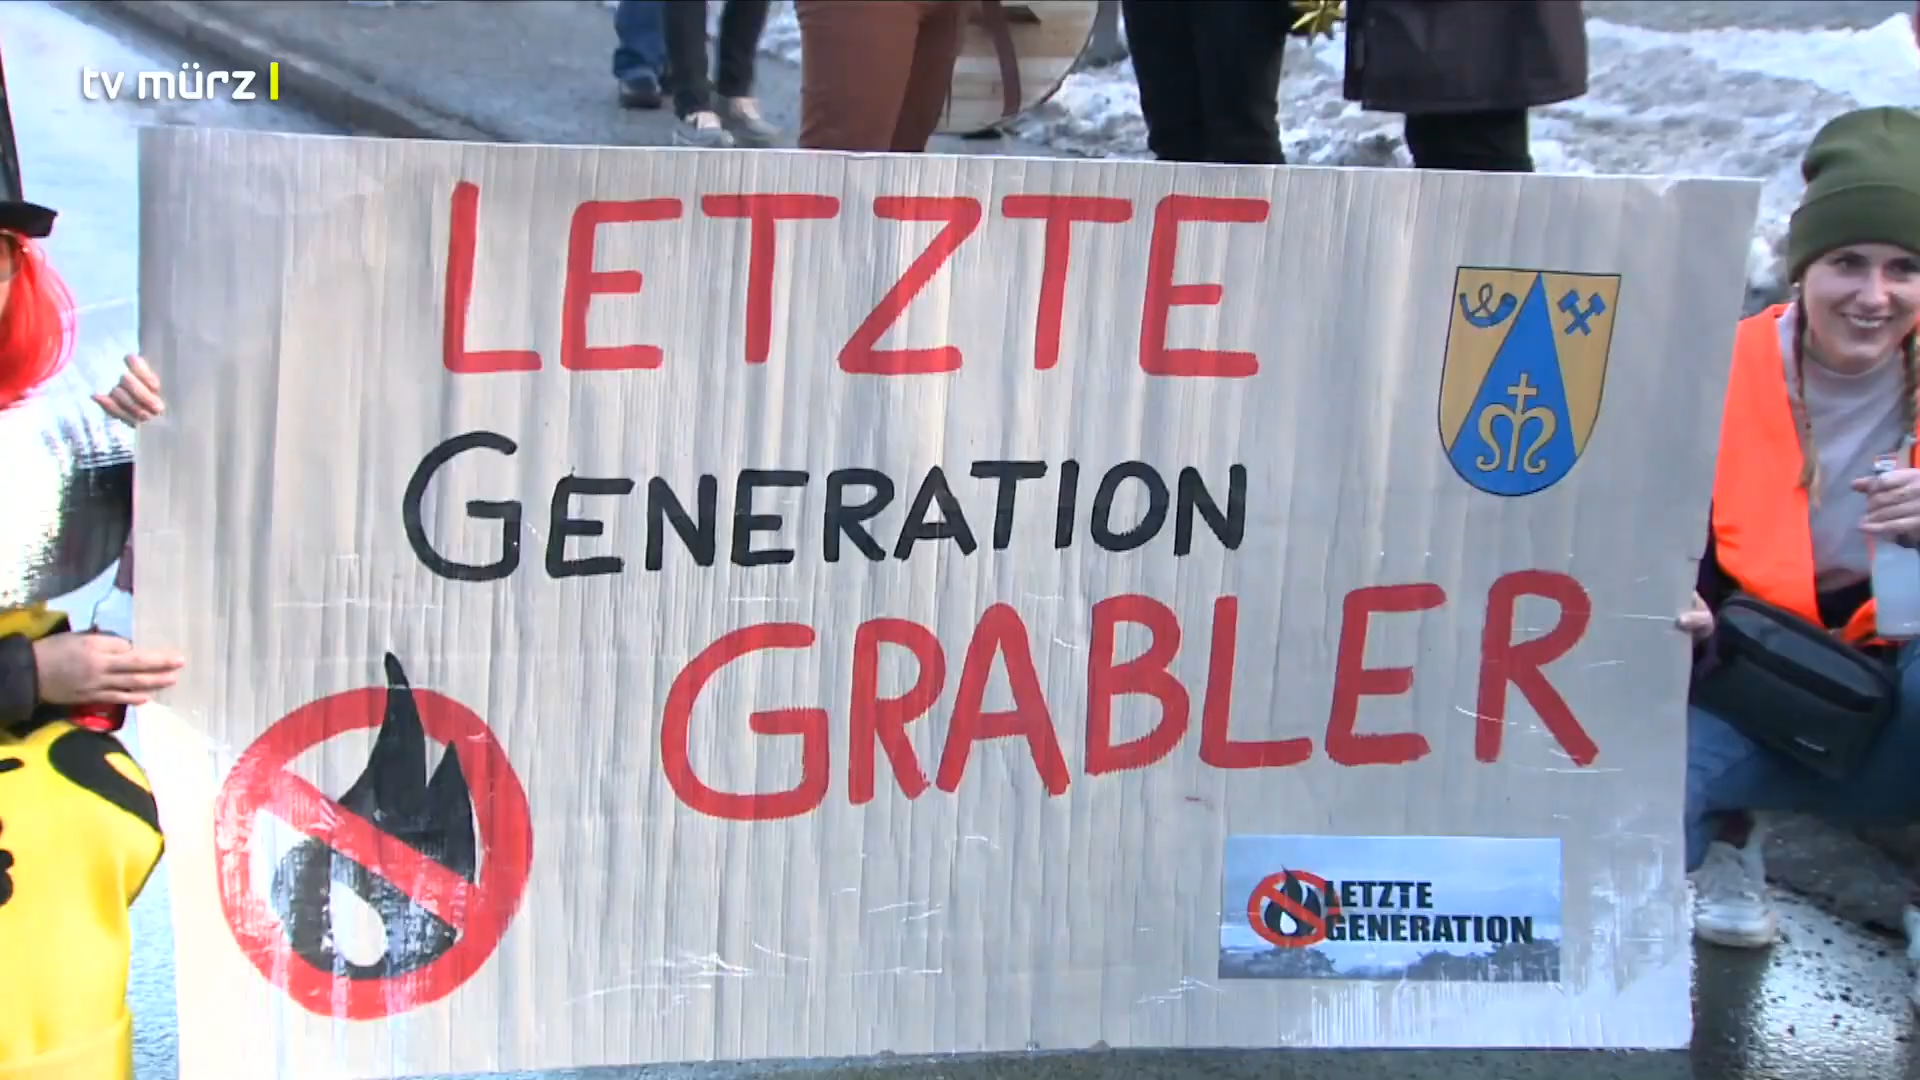 tv mürz
LETZTE
GENERATION
GRABLER
LETZTE
GENERATION